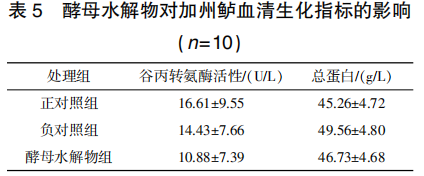 表 5 酵母水解物对加州鲈血清生化指标的影响
(n=10)
处理组 谷丙转氨酶活性/(U/L) 总蛋白/(g/L)
正对照组 16.61±9.55 45.26±4.72
负对照组 14.43±7.66 49.56±4.80
酵母水解物组 10.88±7.39 46.73±4.68